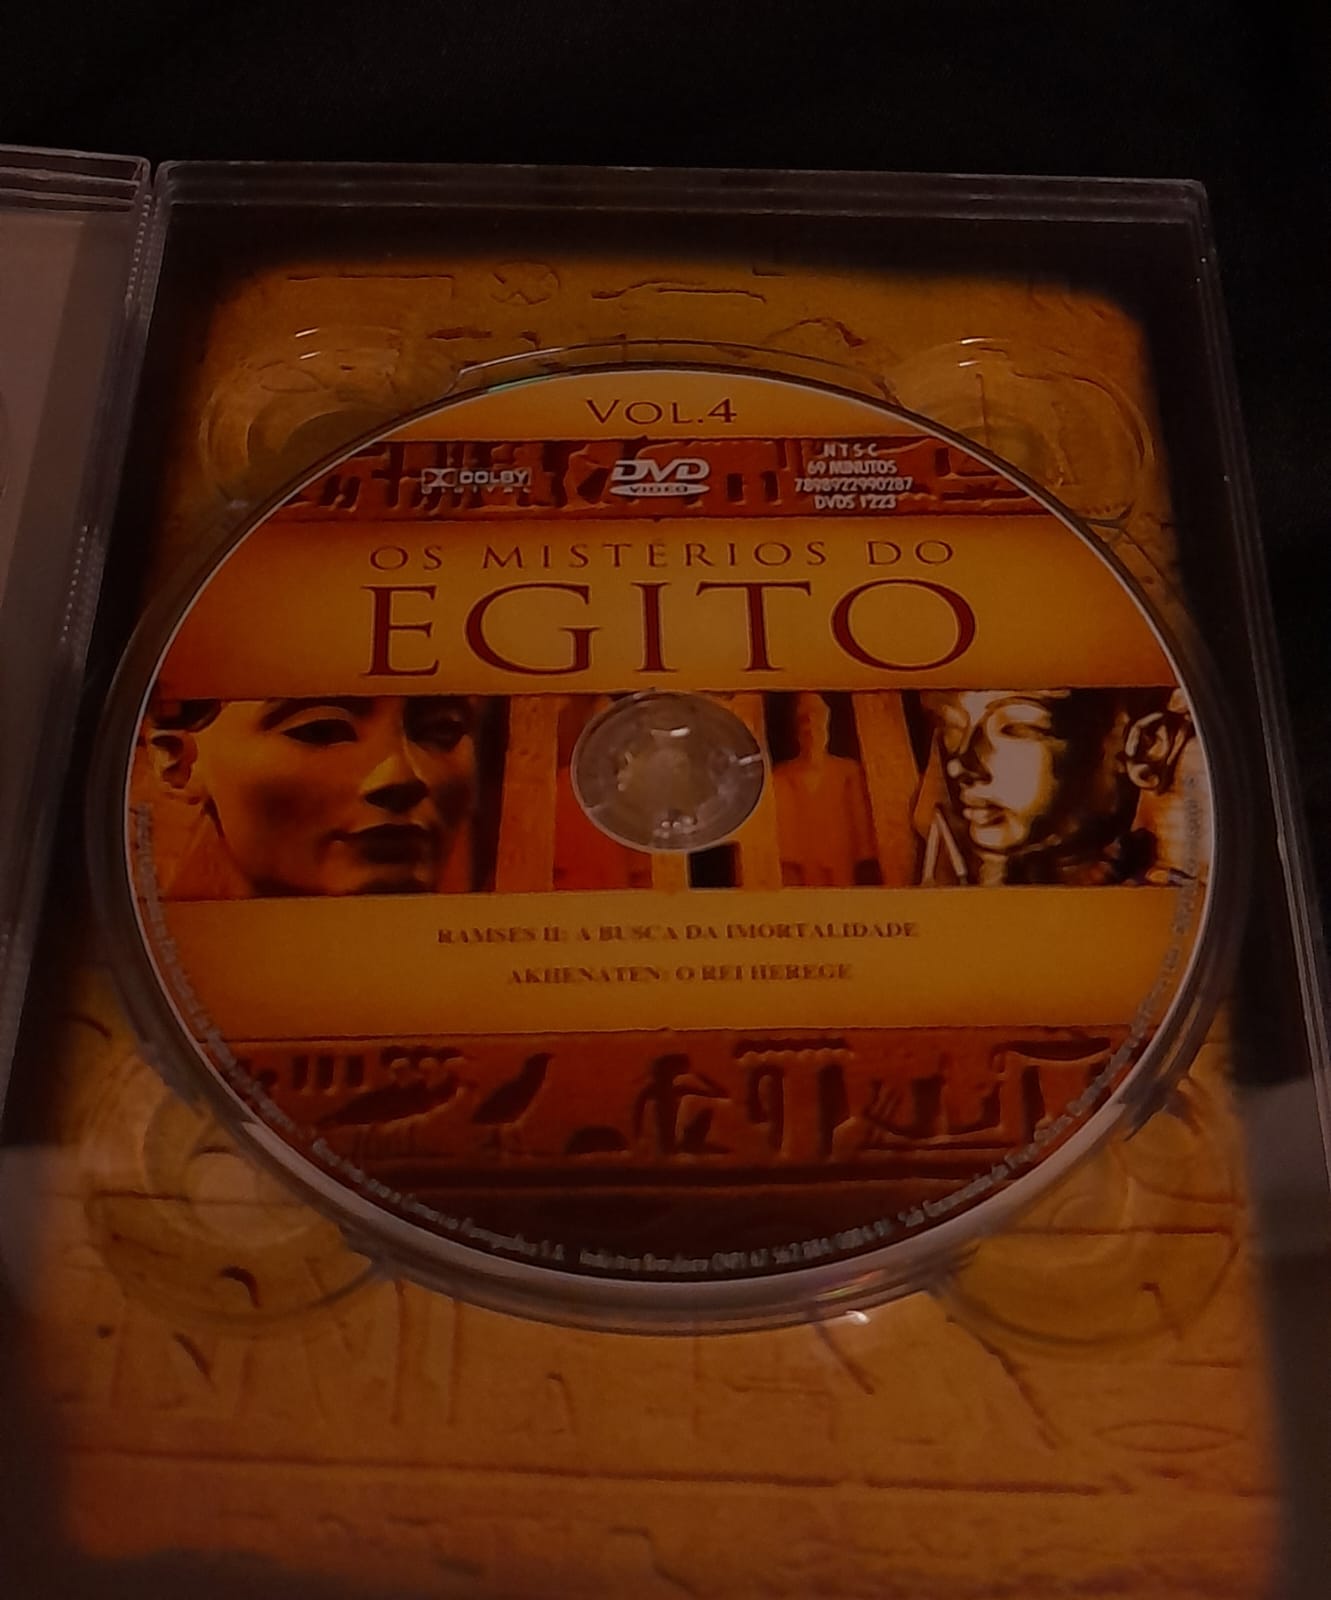 VOL.4
DOLBY
DIGITAL
DVD
VIDEO
NTSC
69 MINUTOS
7898922990287
DVDS 1223
OS MISTÉRIOS DO
EGITO
RAMSES II: A BUSCA DA IMORTALIDADE
AKHENATEN: O REI HEREGE